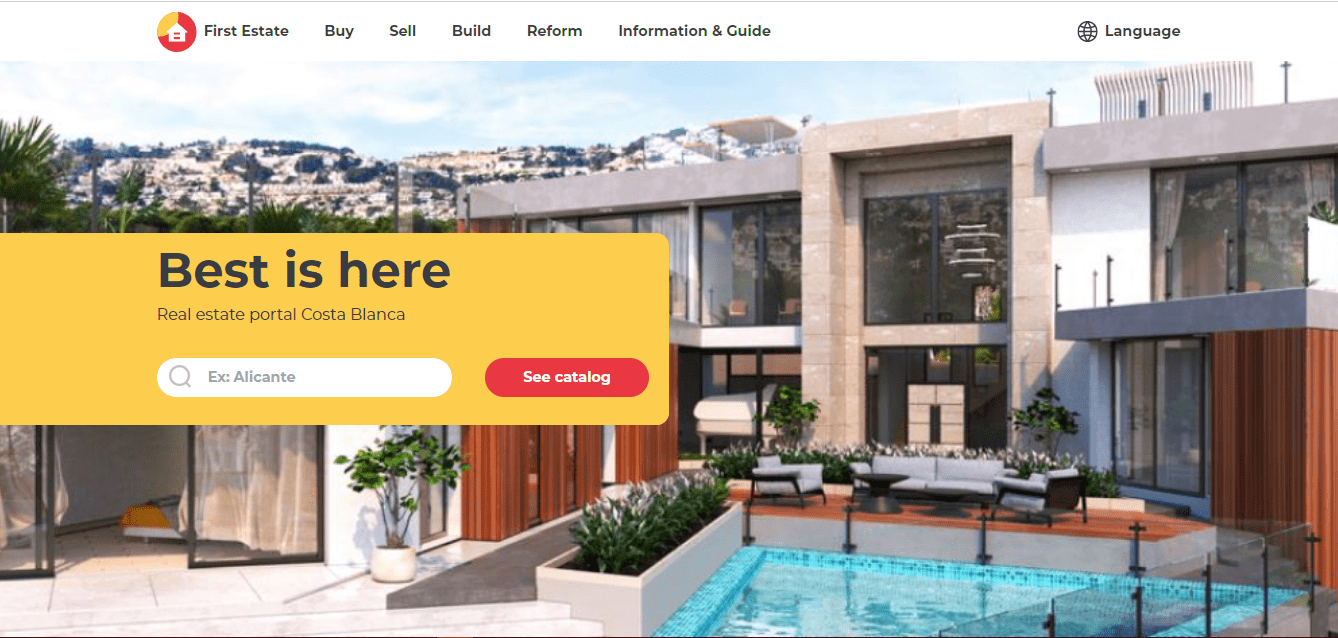 First Estate Buy Sell Build Reform Information & Guide Language
Best is here
Real estate portal Costa Blanca
Ex: Alicante See catalog